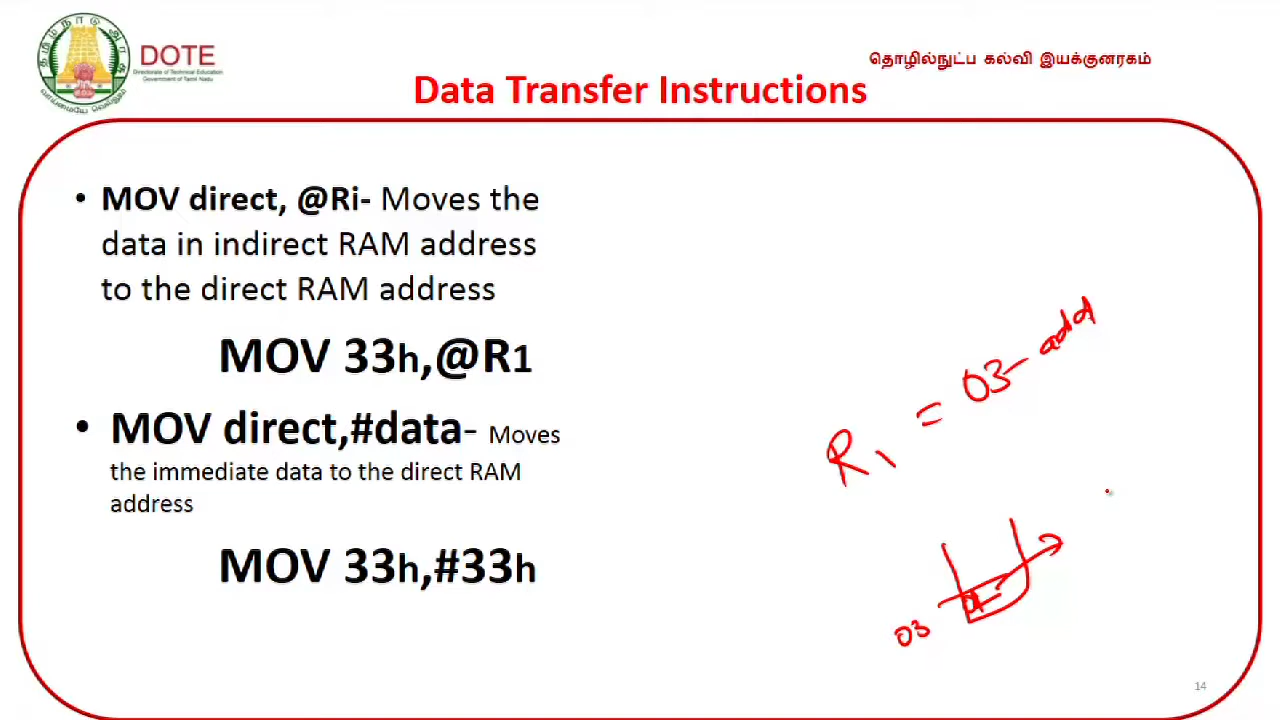 DOTE
Directorate of Technical Education
Government of Tamil Nadu
தொழில்நுட்ப கல்வி இயக்குனரகம்
Data Transfer Instructions
• MOV direct, @Ri- Moves the
data in indirect RAM address
to the direct RAM address
MOV 33h,@R1
• MOV direct,#data- Moves
the immediate data to the direct RAM
address
MOV 33h,#33h
R1 = 03 - add
03
14